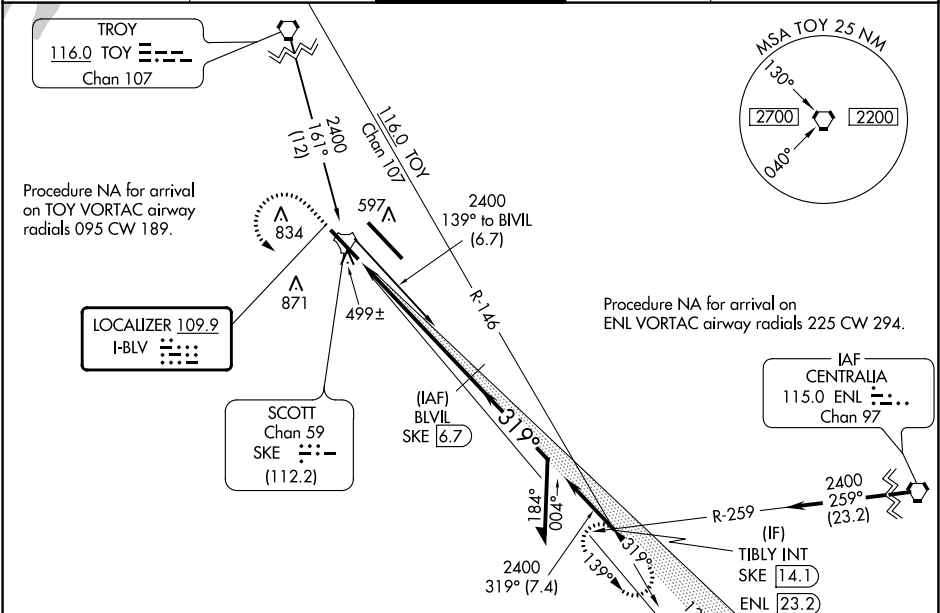 TROY
116.0 TOY
Chan 107
MSA TOY 25 NM
130°
2700
2200
040°
2400
161°
(12)
116.0 TOY
Chan 107
Procedure NA for arrival
on TOY VORTAC airway
radials 095 CW 189.
834
597
2400
139° to BIVIL
(6.7)
871
499±
R-146
LOCALIZER 109.9
I-BLV
Procedure NA for arrival on
ENL VORTAC airway radials 225 CW 294.
IAF
CENTRALIA
115.0 ENL
Chan 97
SCOTT
Chan 59
SKE
(112.2)
(IAF)
BLVIL
SKE 6.7
319°
184°
004°
2400
259°
(23.2)
R-259
(IF)
TIBLY INT
SKE 14.1
ENL 23.2
2400
319° (7.4)
319°
139°